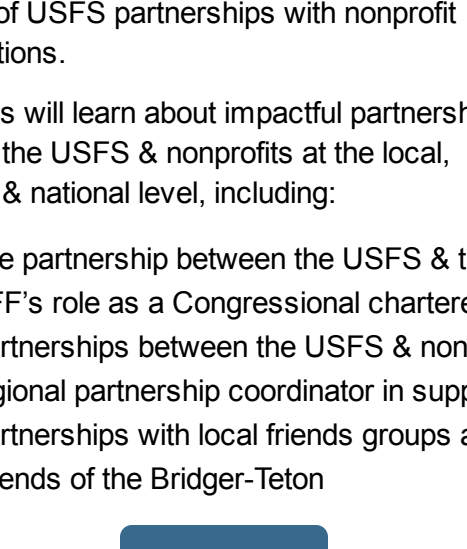 of USFS partnerships with nonprofit
tions.
s will learn about impactful partnersh
the USFS & nonprofits at the local,
& national level, including:
e partnership between the USFS & t
FF's role as a Congressional chartere
rtnerships between the USFS & non
gional partnership coordinator in supp
rtnerships with local friends groups a
ends of the Bridger-Teton